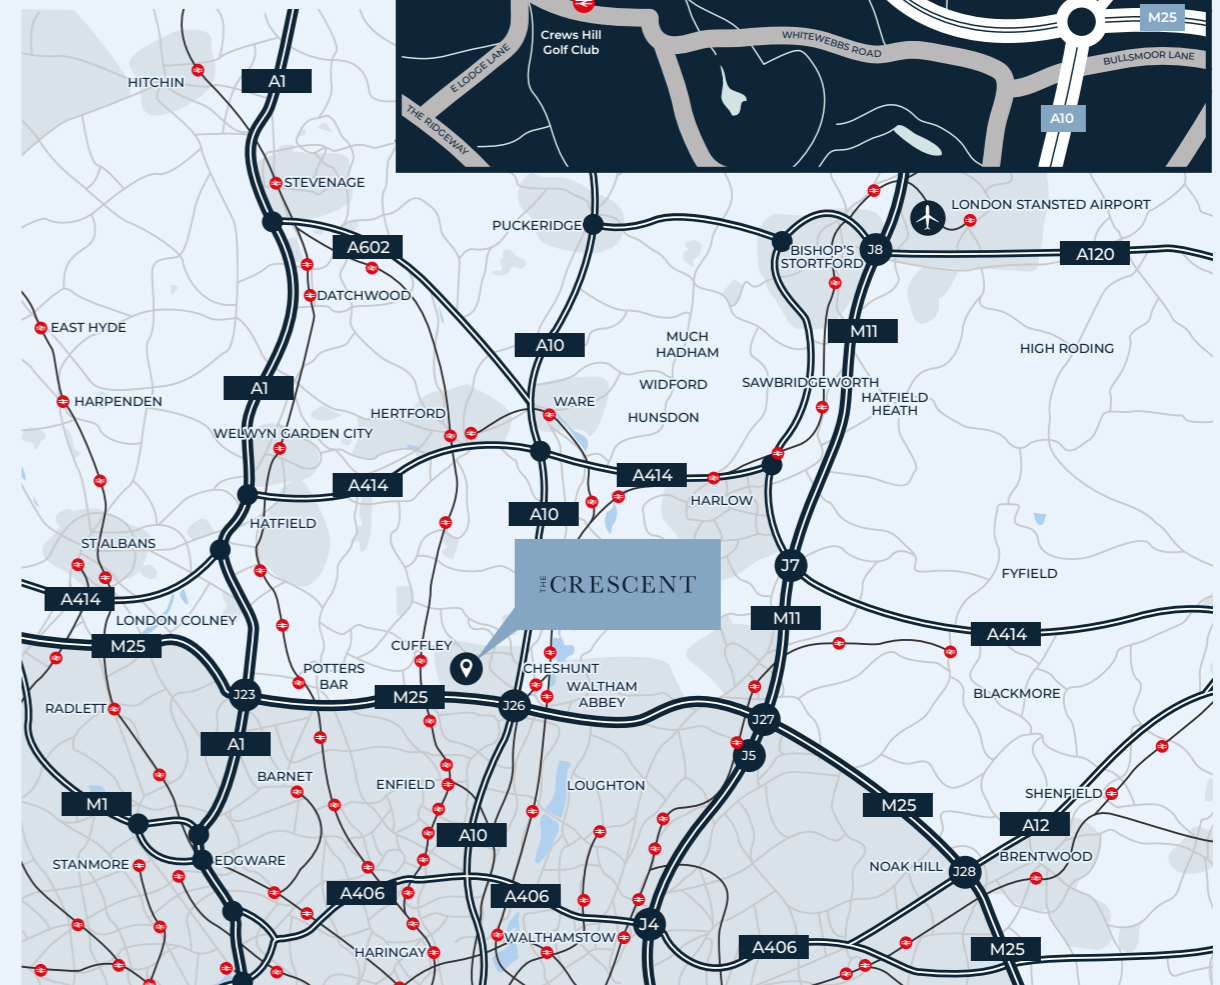 Crews Hill
Golf Club
M25
WHITEWEBBS ROAD
BULLSMOOR LANE
E LODGE LANE
THE RIDGEWAY
A10
HITCHIN
A1
STEVENAGE
PUCKERIDGE
LONDON STANSTED AIRPORT
A602
BISHOP'S
STORTFORD
J8
A120
DATCHWOOD
EAST HYDE
M11
A10
MUCH
HADHAM
HIGH RODING
A1
WIDFORD
SAWBRIDGEWORTH
HARPENDEN
HATFIELD
HEATH
HERTFORD
WARE
HUNSDON
WELWYN GARDEN CITY
A414
A414
HARLOW
A10
HATFIELD
ST ALBANS
J7
FYFIELD
THE CRESCENT
A414
LONDON COLNEY
M11
A414
M25
CUFFLEY
POTTERS
BAR
CHESHUNT
WALTHAM
ABBEY
J23
M25
J26
BLACKMORE
RADLETT
J27
A1
J5
BARNET
ENFIELD
LOUGHTON
SHENFIELD
M1
M25
A12
A10
STANMORE
EDGWARE
NOAK HILL
J28
BRENTWOOD
A406
A406
J4
HARINGAY
WALTHAMSTOW
A406
M25